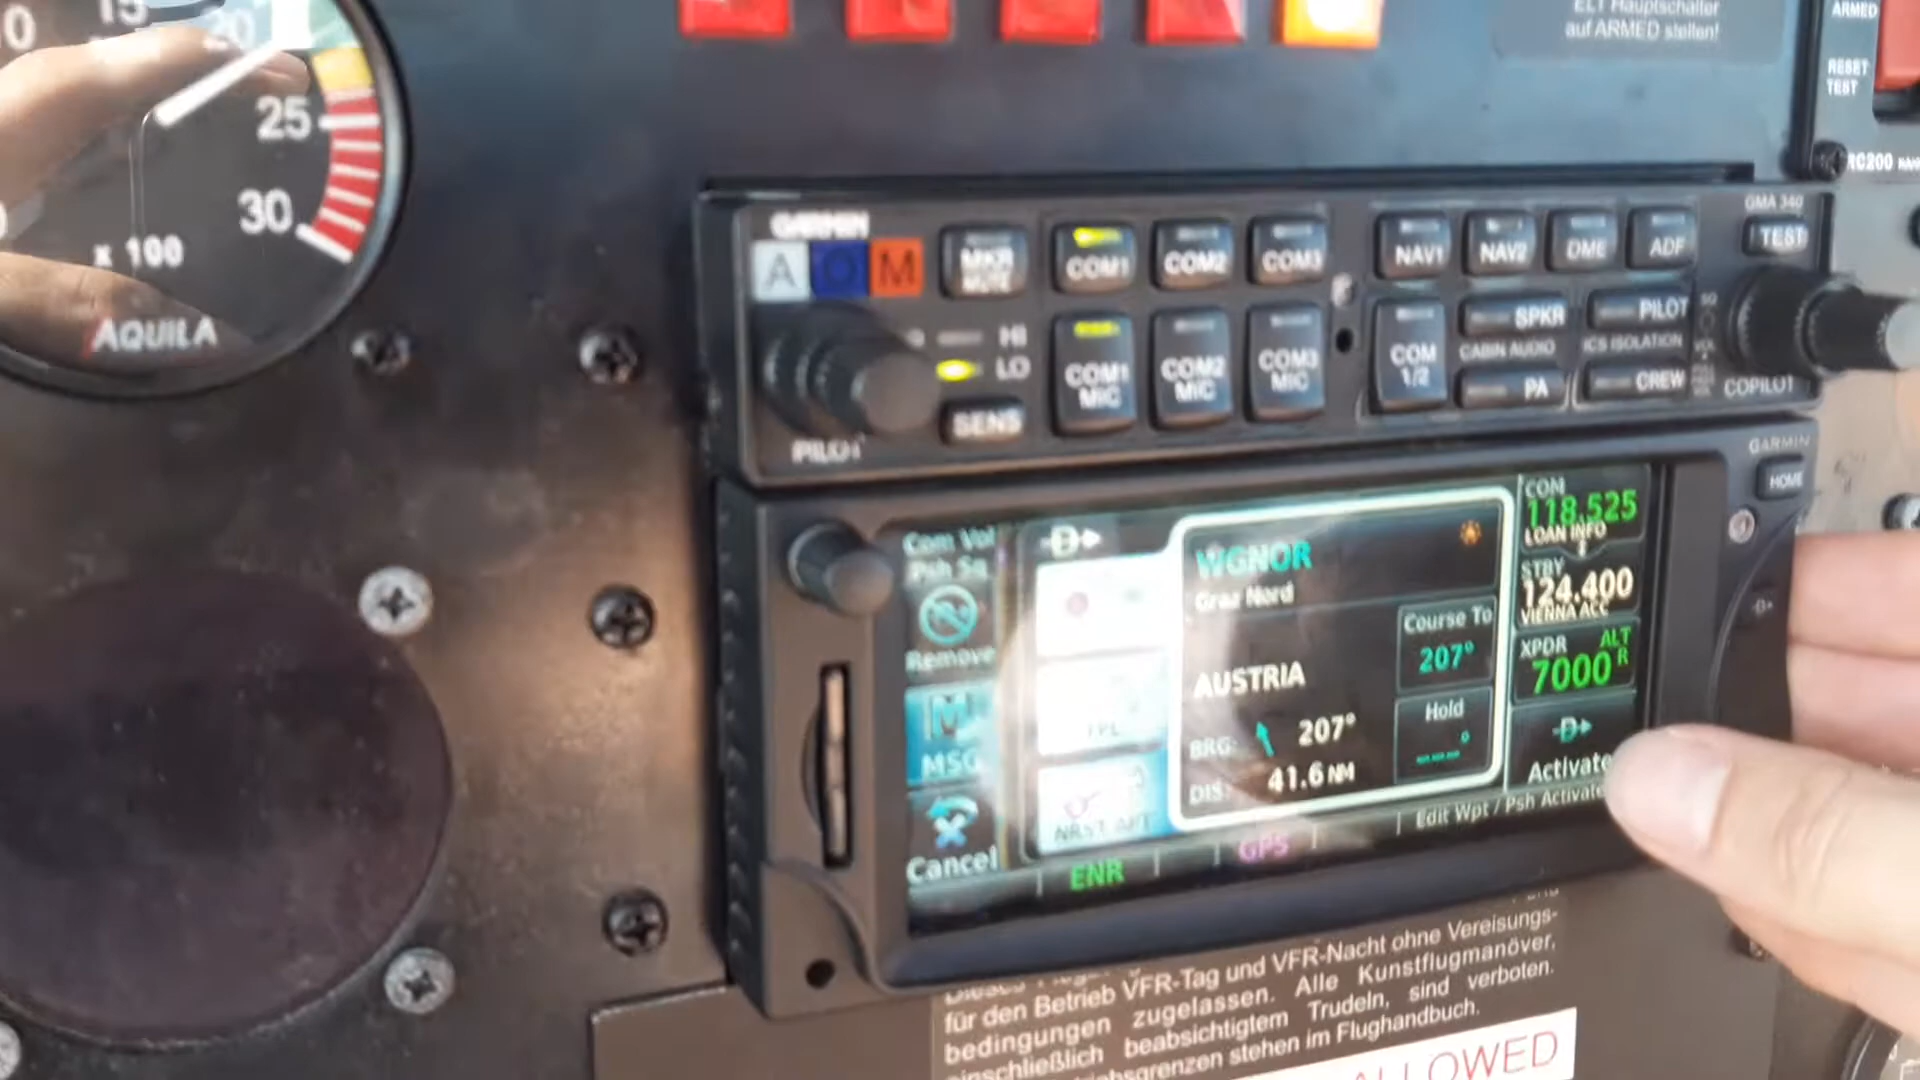 15
20
25
30
x 100
AQUILA
ELT Hauptschalter
auf ARMED stellen!
ARMED
RESET
TEST
RC200
GARMIN
A O M
MKR
MUTE
COM1
COM2
COM3
NAV1
NAV2
DME
ADF
GMA 340
TEST
HI
LO
SENS
PILOT
COM1
MIC
COM2
MIC
COM3
MIC
COM
1/2
SPKR
CABIN AUDIO
PA
PILOT
ICS ISOLATION
CREW
COPILOT
GARMIN
HOME
Com Vol
Psh Sq
Remove
MSG
Cancel
FPL
NRST APT
WGNOR
Graz Nord
AUSTRIA
BRG: 207°
DIS: 41.6 NM
Course To
207°
Hold
___°
COM
118.525
LOAN INFO
STBY
124.400
VIENNA ACC
XPDR ALT
7000 R
Activate
Edit Wpt / Psh Activate
ENR
GPS
Dieses
für den Betrieb VFR-Tag und VFR-Nacht ohne Vereisungs-
bedingungen zugelassen. Alle Kunstflugmanöver,
einschließlich beabsichtigtem Trudeln, sind verboten.
stehen im Flughandbuch.
ALLOWED